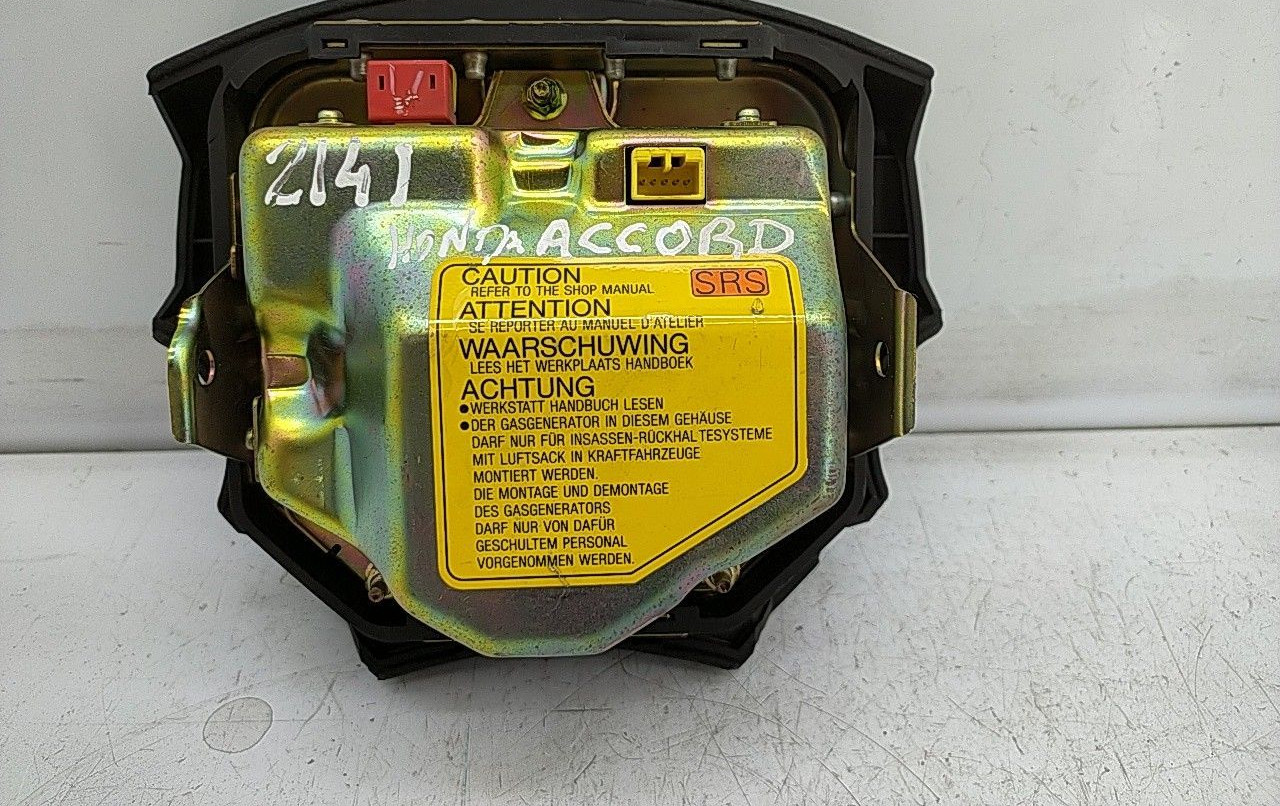 2141
HONDA ACCORD
CAUTION SRS
REFER TO THE SHOP MANUAL
ATTENTION
SE REPORTER AU MANUEL D'ATELIER
WAARSCHUWING
LEES HET WERKPLAATS HANDBOEK
ACHTUNG
●WERKSTATT HANDBUCH LESEN
●DER GASGENERATOR IN DIESEM GEHÄUSE
DARF NUR FÜR INSASSEN-RÜCKHALTESYSTEME
MIT LUFTSACK IN KRAFTFAHRZEUGE
MONTIERT WERDEN.
DIE MONTAGE UND DEMONTAGE
DES GASGENERATORS
DARF NUR VON DAFÜR
GESCHULTEM PERSONAL
VORGENOMMEN WERDEN.